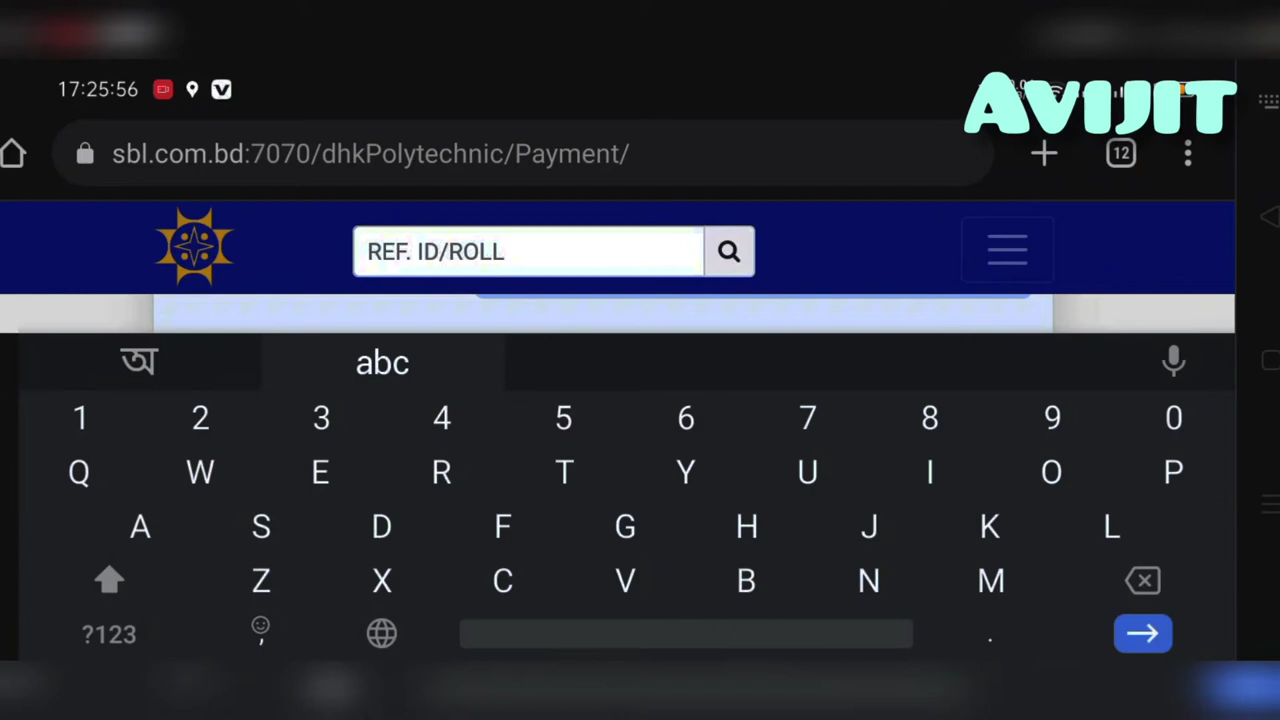 AVIJIT
17:25:56
sbl.com.bd:7070/dhkPolytechnic/Payment/
12
REF. ID/ROLL
অ abc
1 2 3 4 5 6 7 8 9 0
Q W E R T Y U I O P
A S D F G H J K L
Z X C V B N M
?123 , .